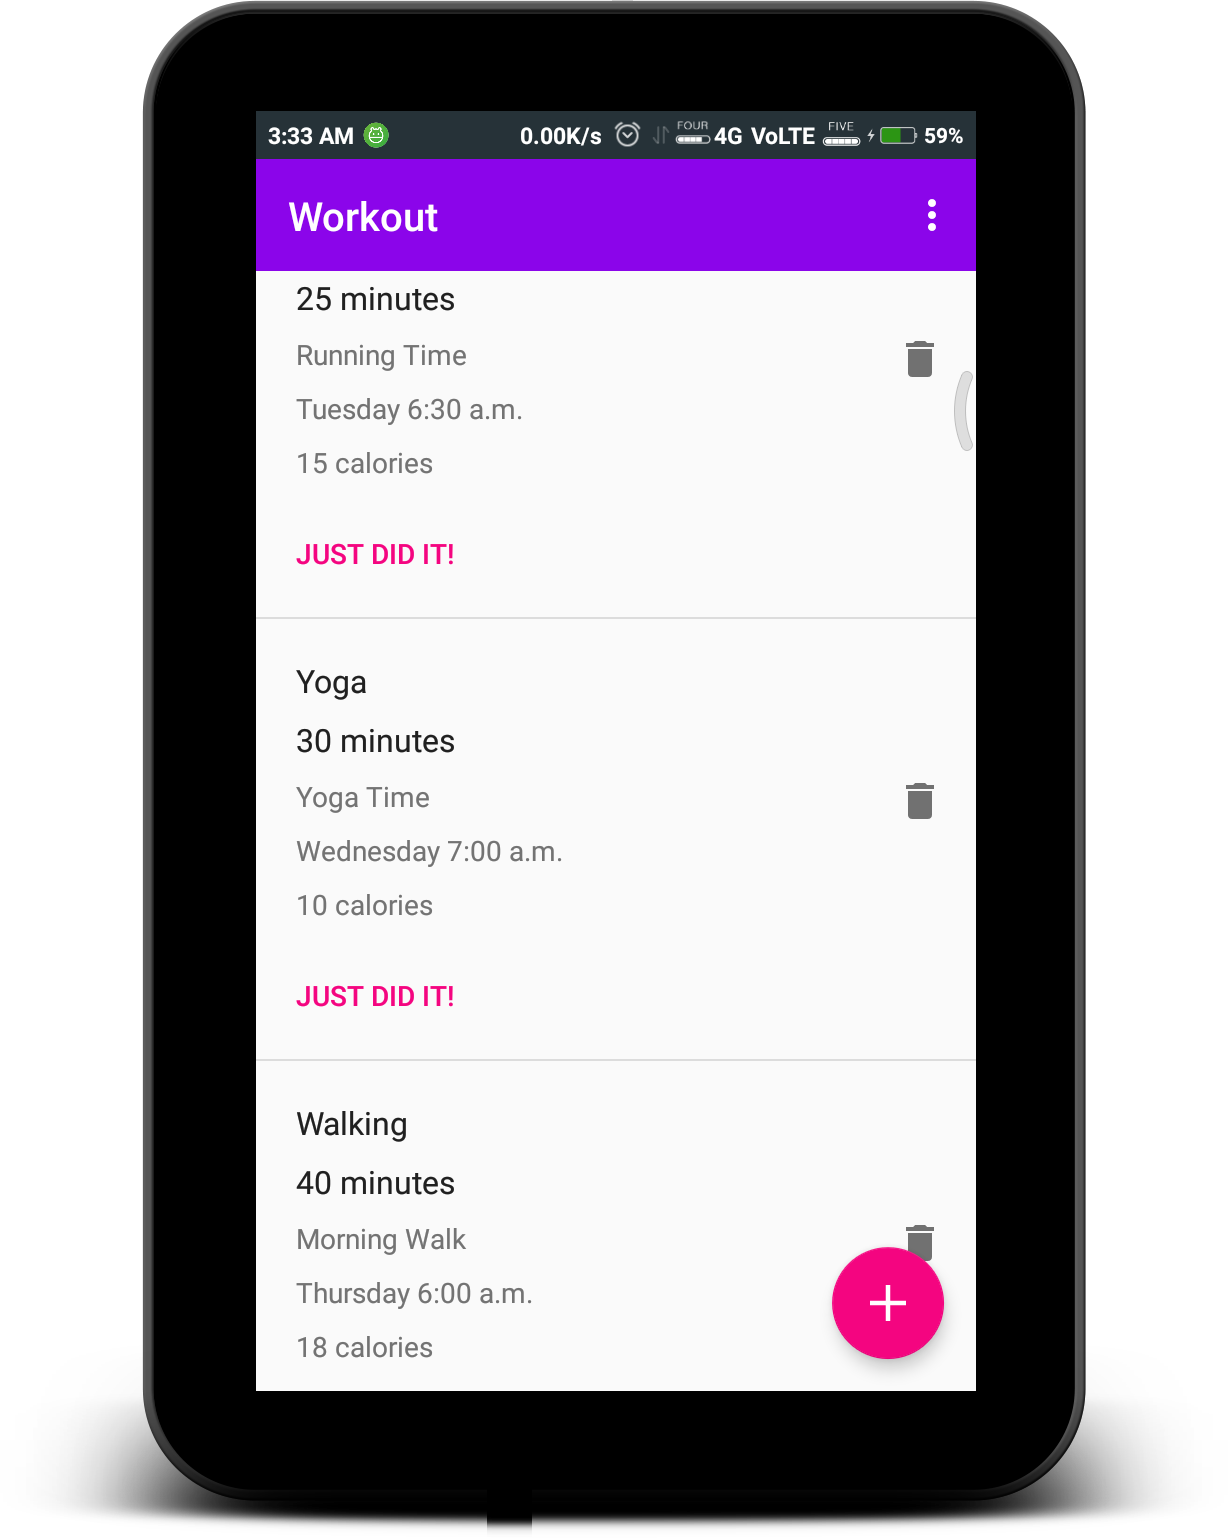 3:33 AM 0.00K/s FOUR 4G VoLTE FIVE 59%
Workout
25 minutes
Running Time
Tuesday 6:30 a.m.
15 calories
JUST DID IT!
Yoga
30 minutes
Yoga Time
Wednesday 7:00 a.m.
10 calories
JUST DID IT!
Walking
40 minutes
Morning Walk
Thursday 6:00 a.m.
18 calories